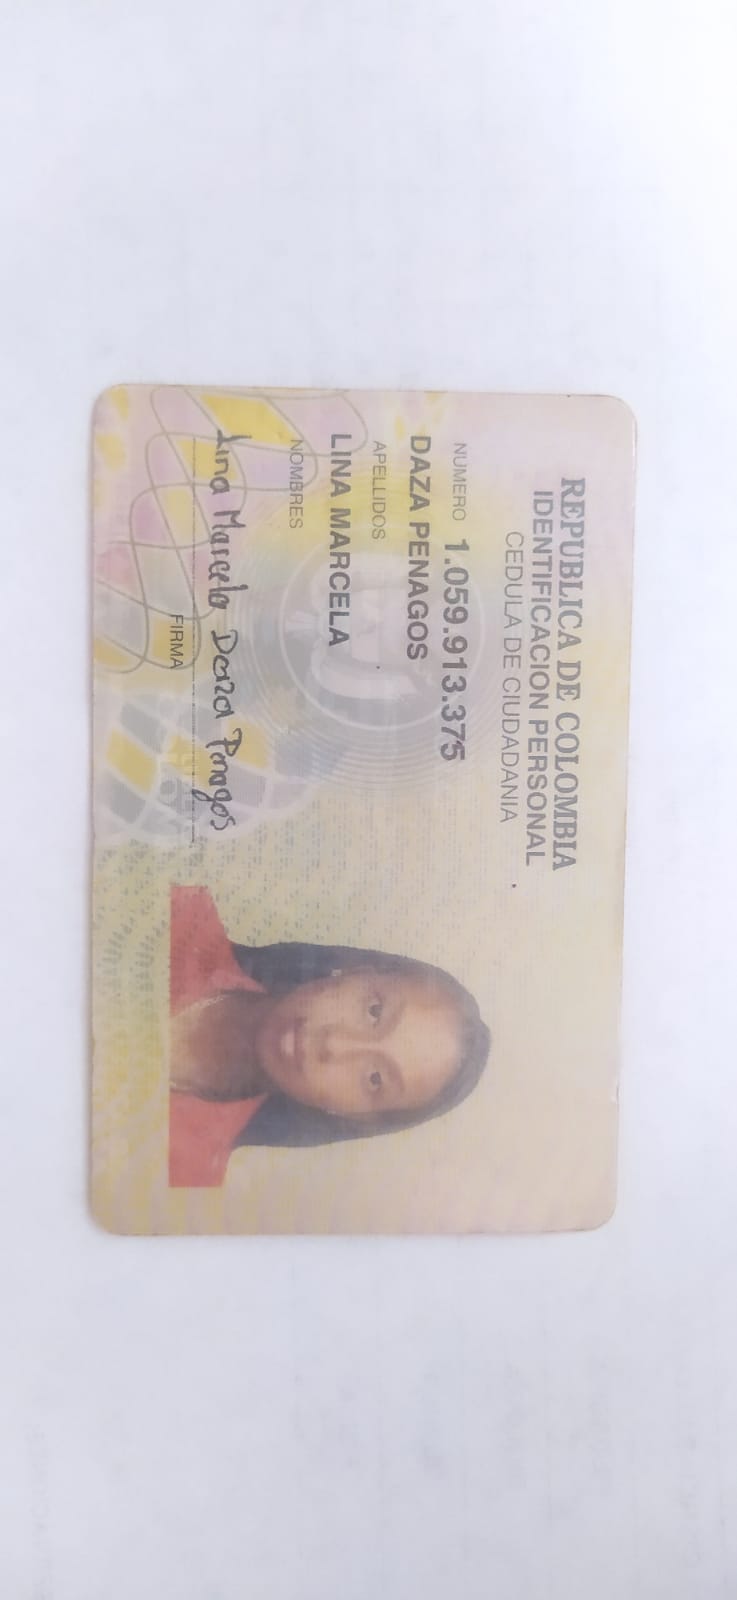 REPUBLICA DE COLOMBIA
IDENTIFICACION PERSONAL
CEDULA DE CIUDADANIA
NUMERO 1.059.913.375
DAZA PENAGOS
APELLIDOS
LINA MARCELA
NOMBRES
Lina Marcela Daza Penagos
FIRMA